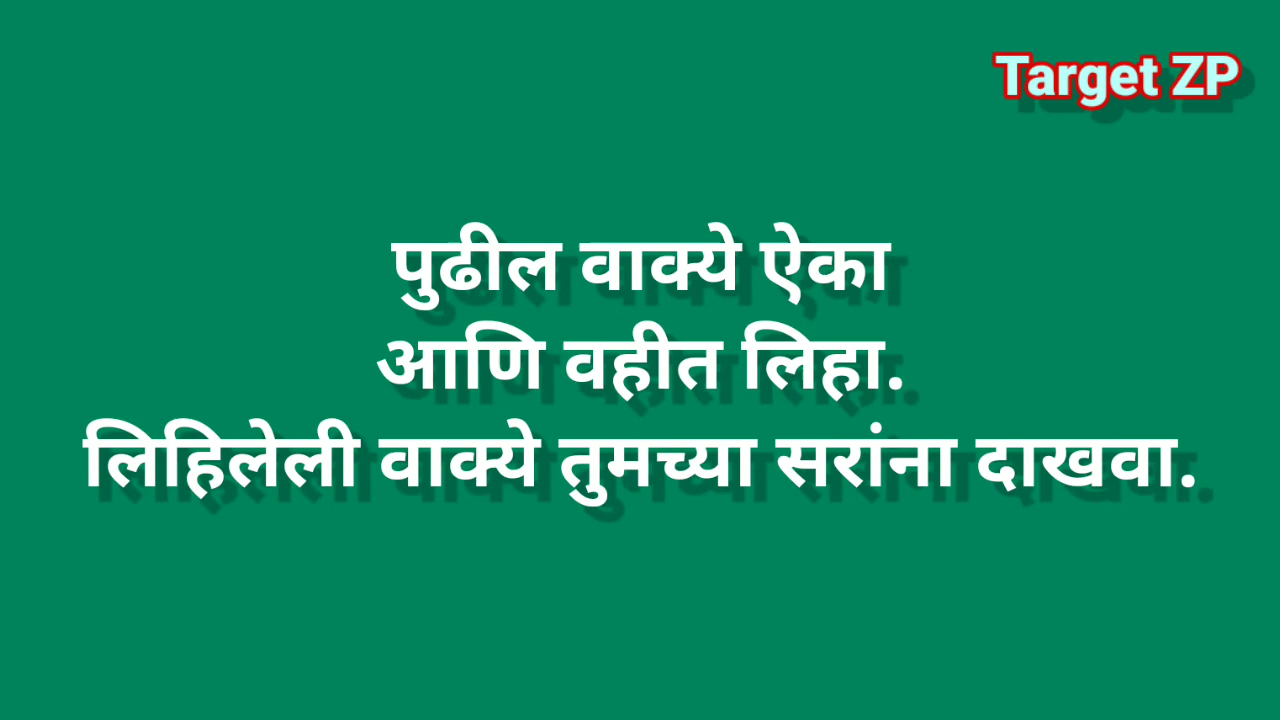 Target ZP
पुढील वाक्ये ऐका
आणि वहीत लिहा.
लिहिलेली वाक्ये तुमच्या सरांना दाखवा.